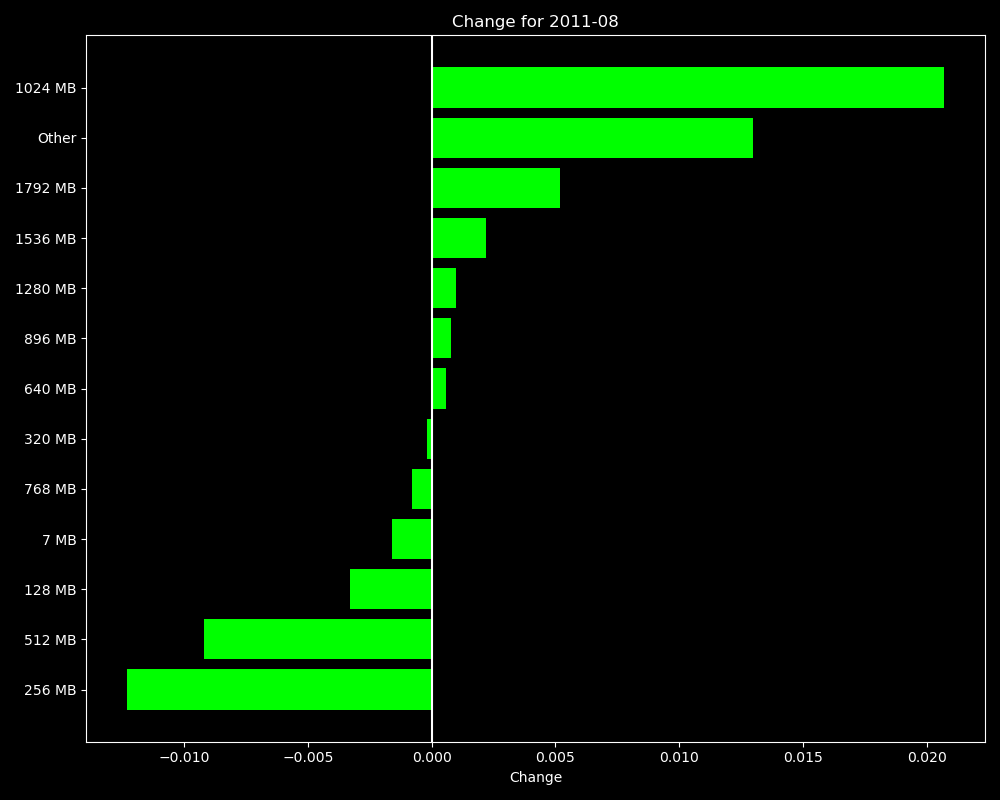 Change for 2011-08
1024 MB
Other
1792 MB
1536 MB
1280 MB
896 MB
640 MB
320 MB
768 MB
7 MB
128 MB
512 MB
256 MB
−0.010 −0.005 0.000 0.005 0.010 0.015 0.020
Change